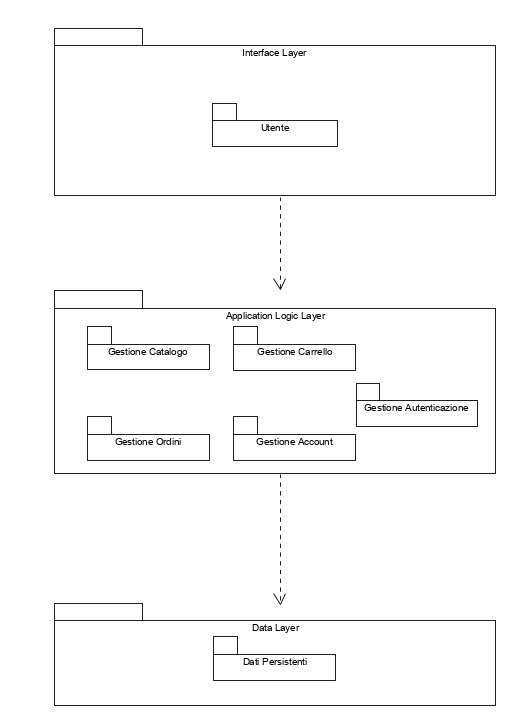 Interface Layer
Utente
Application Logic Layer
Gestione Catalogo
Gestione Carrello
Gestione Autenticazione
Gestione Ordini
Gestione Account
Data Layer
Dati Persistenti